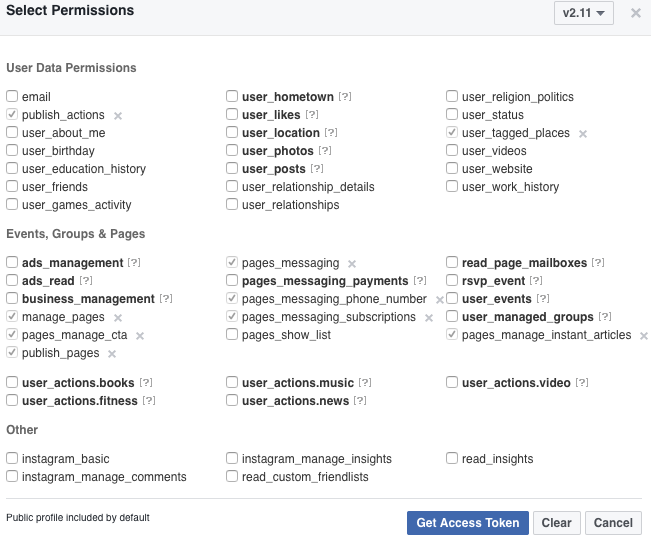 Select Permissions v2.11 ×
User Data Permissions
email user_hometown [?] user_religion_politics
publish_actions × user_likes [?] user_status
user_about_me user_location [?] user_tagged_places ×
user_birthday user_photos [?] user_videos
user_education_history user_posts [?] user_website
user_friends user_relationship_details user_work_history
user_games_activity user_relationships
Events, Groups & Pages
ads_management [?] pages_messaging × read_page_mailboxes [?]
ads_read [?] pages_messaging_payments [?] rsvp_event [?]
business_management [?] pages_messaging_phone_number × user_events [?]
manage_pages × pages_messaging_subscriptions × user_managed_groups [?]
pages_manage_cta × pages_show_list pages_manage_instant_articles ×
publish_pages ×
user_actions.books [?] user_actions.music [?] user_actions.video [?]
user_actions.fitness [?] user_actions.news [?]
Other
instagram_basic instagram_manage_insights read_insights
instagram_manage_comments read_custom_friendlists
Public profile included by default Get Access Token Clear Cancel